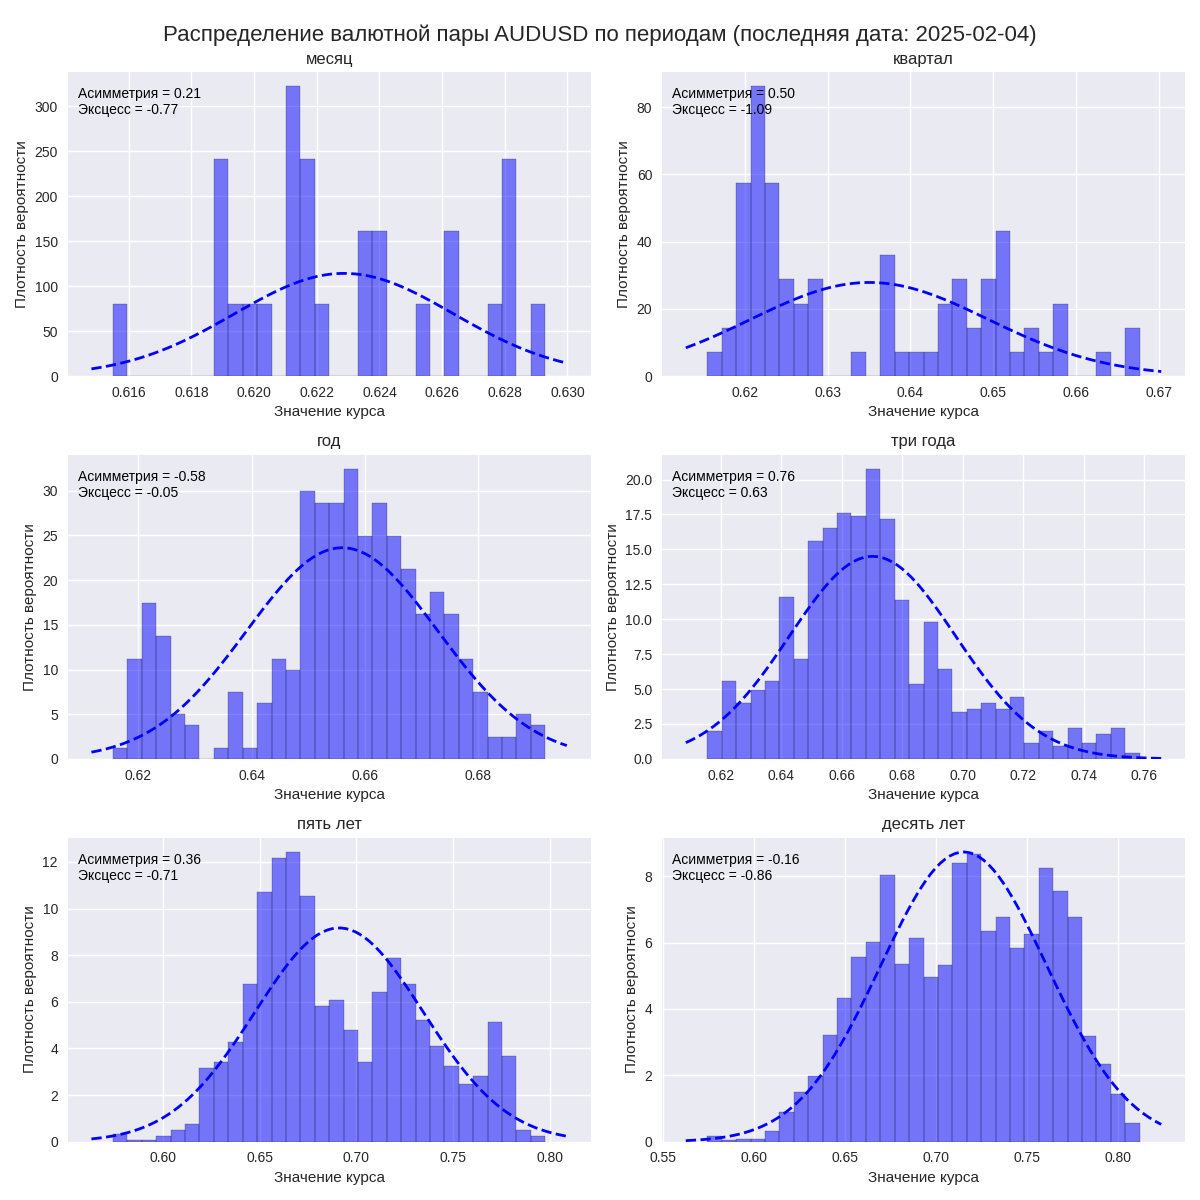 Распределение валютной пары AUDUSD по периодам (последняя дата: 2025-02-04)
месяц
Асимметрия = 0.21
Эксцесс = -0.77
Плотность вероятности
300
250
200
150
100
50
0
0.616 0.618 0.620 0.622 0.624 0.626 0.628 0.630
Значение курса
квартал
Асимметрия = 0.50
Эксцесс = -1.09
Плотность вероятности
80
60
40
20
0
0.62 0.63 0.64 0.65 0.66 0.67
Значение курса
год
Асимметрия = -0.58
Эксцесс = -0.05
Плотность вероятности
30
25
20
15
10
5
0
0.62 0.64 0.66 0.68
Значение курса
три года
Асимметрия = 0.76
Эксцесс = 0.63
Плотность вероятности
20.0
17.5
15.0
12.5
10.0
7.5
5.0
2.5
0.0
0.62 0.64 0.66 0.68 0.70 0.72 0.74 0.76
Значение курса
пять лет
Асимметрия = 0.36
Эксцесс = -0.71
Плотность вероятности
12
10
8
6
4
2
0
0.60 0.65 0.70 0.75 0.80
Значение курса
десять лет
Асимметрия = -0.16
Эксцесс = -0.86
Плотность вероятности
8
6
4
2
0
0.55 0.60 0.65 0.70 0.75 0.80
Значение курса